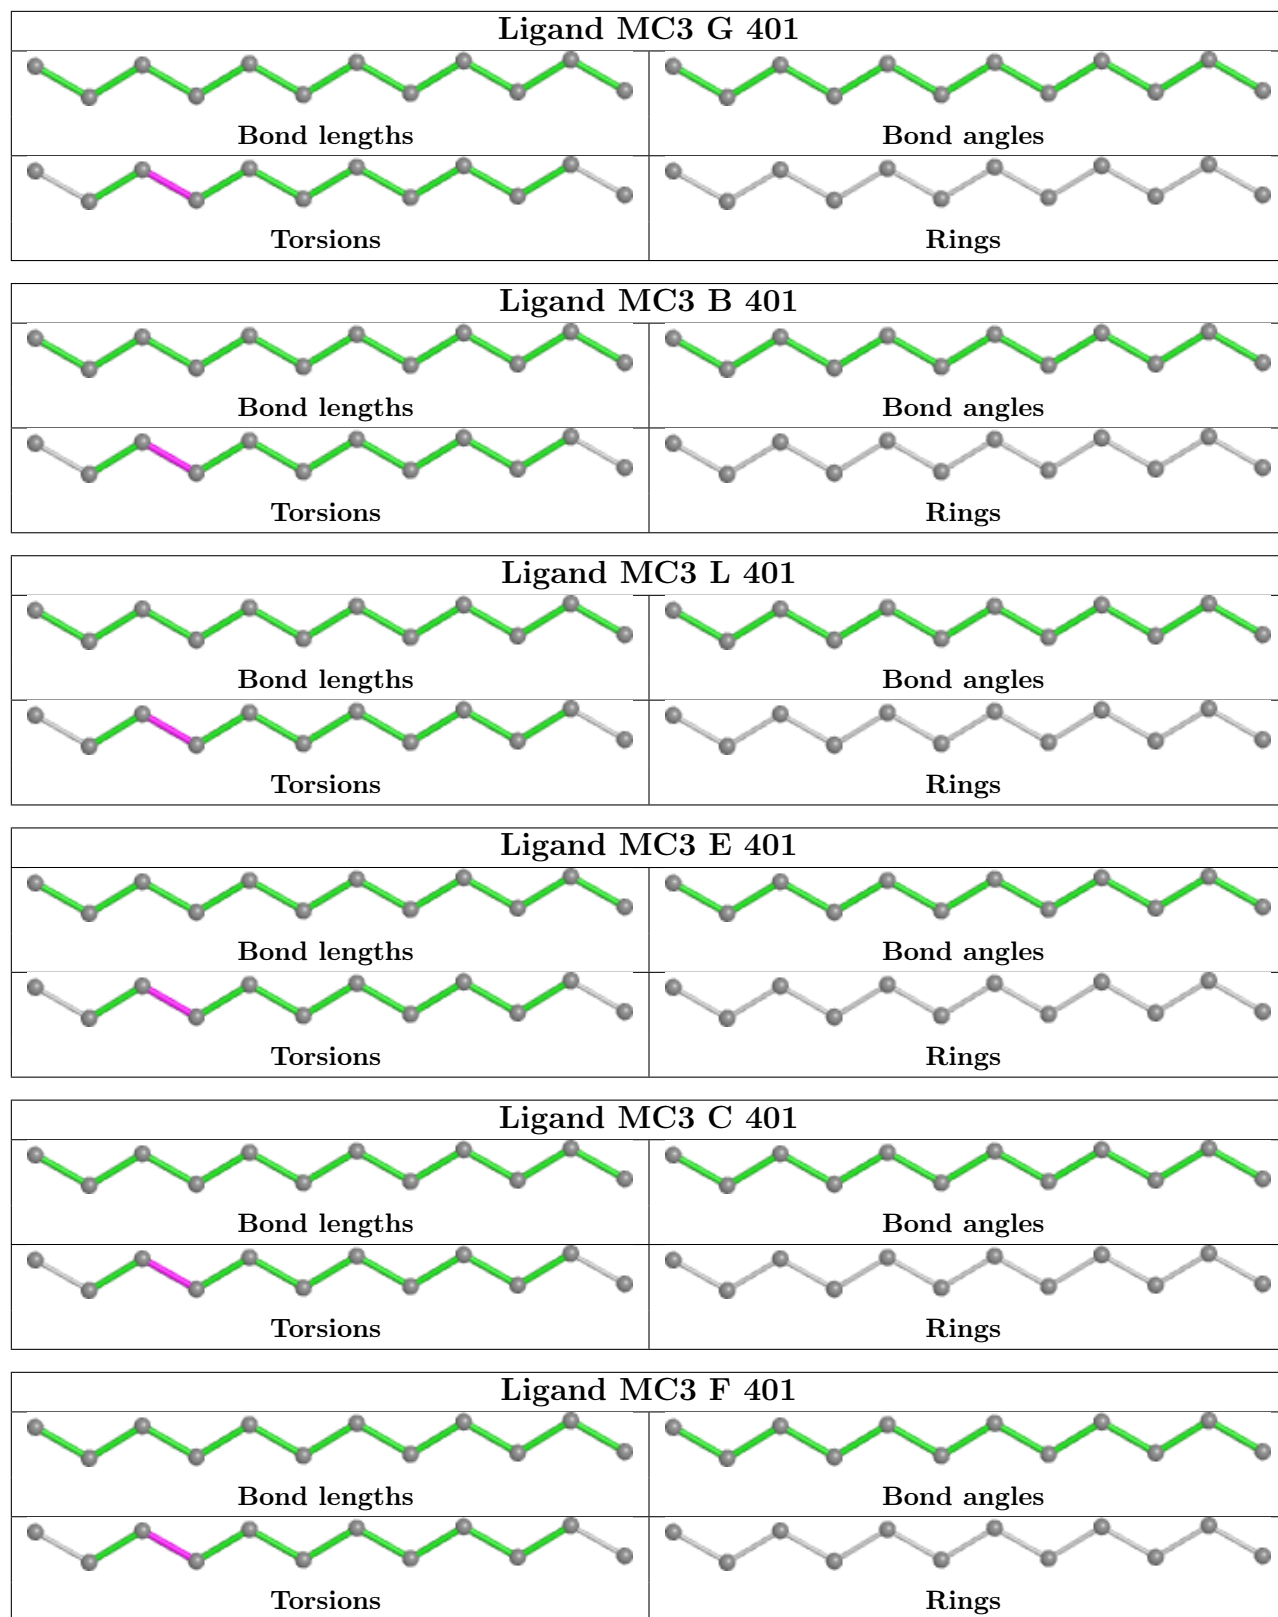 Ligand MC3 G 401
Bond lengths Bond angles
Torsions Rings
Ligand MC3 B 401
Bond lengths Bond angles
Torsions Rings
Ligand MC3 L 401
Bond lengths Bond angles
Torsions Rings
Ligand MC3 E 401
Bond lengths Bond angles
Torsions Rings
Ligand MC3 C 401
Bond lengths Bond angles
Torsions Rings
Ligand MC3 F 401
Bond lengths Bond angles
Torsions Rings